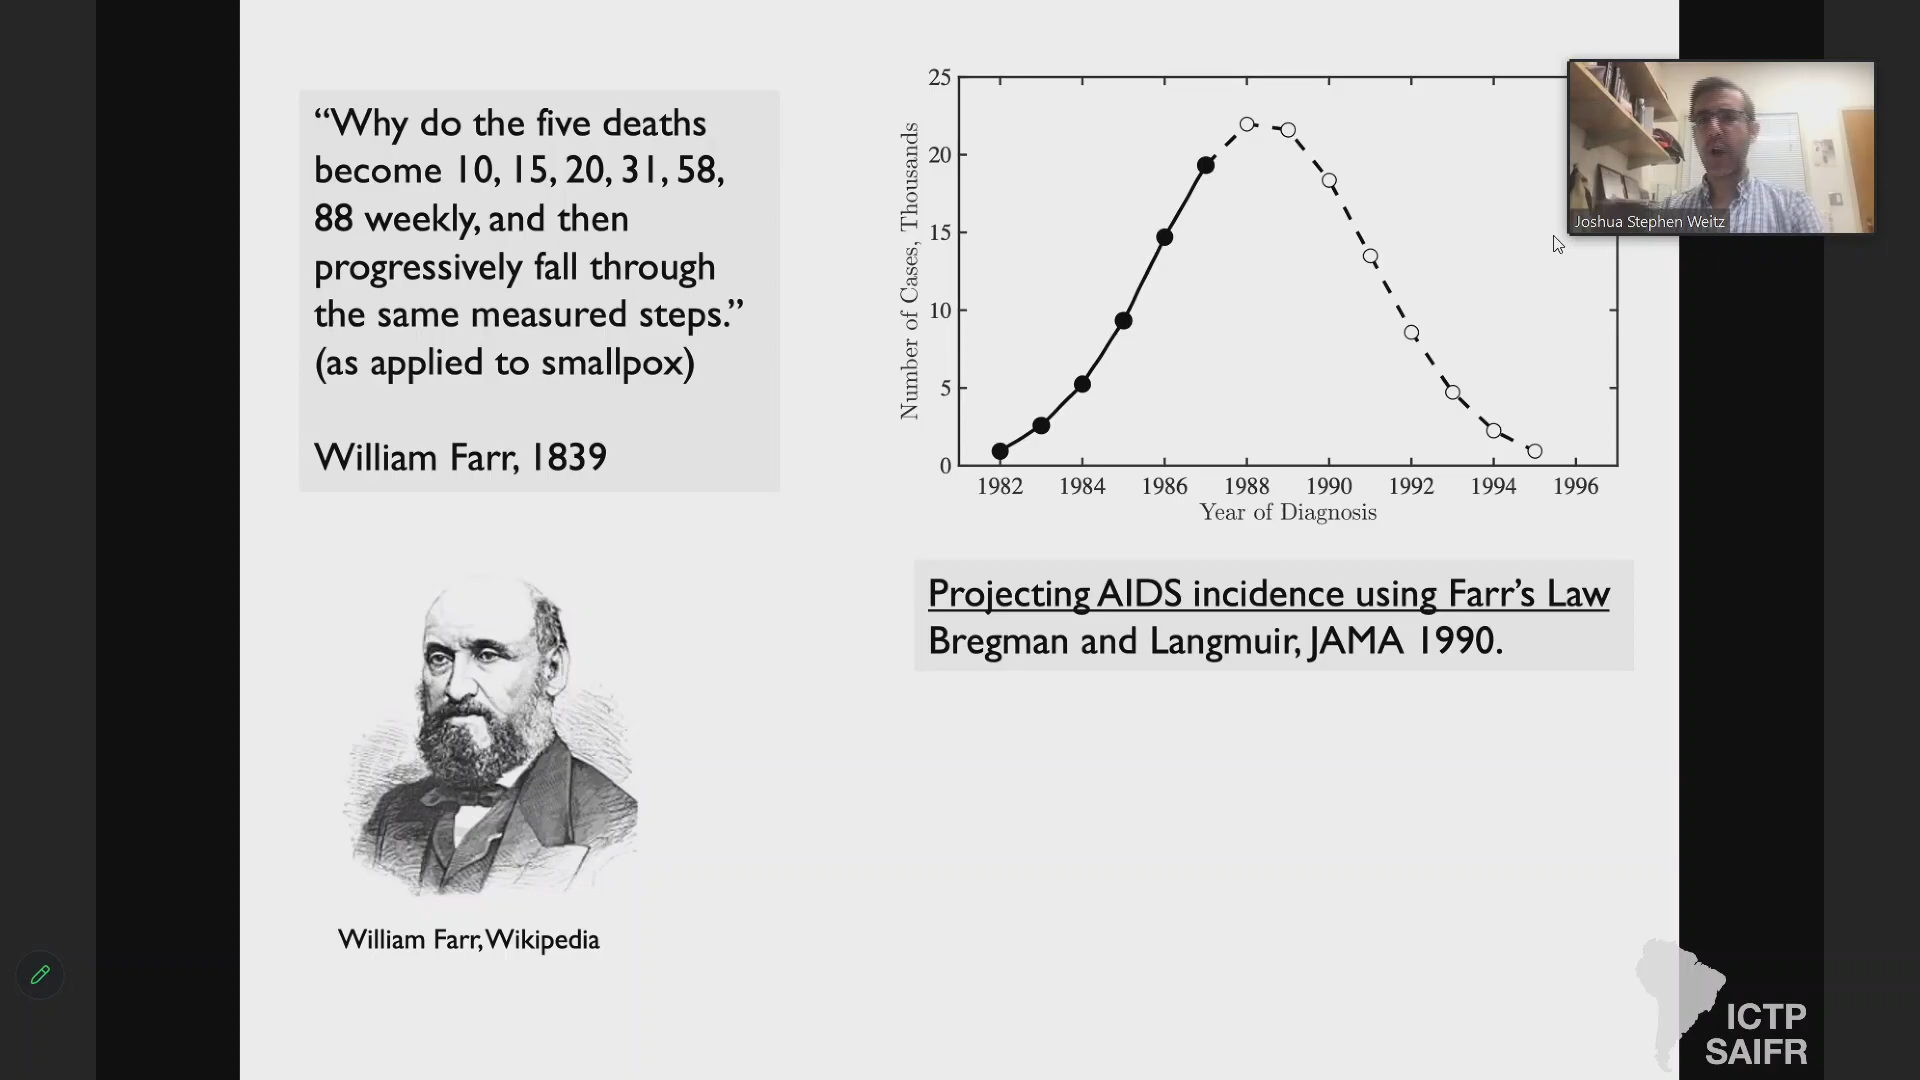 “Why do the five deaths
become 10, 15, 20, 31, 58,
88 weekly, and then
progressively fall through
the same measured steps.”
(as applied to smallpox)
William Farr, 1839
25
20
15
10
5
0
Number of Cases, Thousands
1982 1984 1986 1988 1990 1992 1994 1996
Year of Diagnosis
Joshua Stephen Weitz
Projecting AIDS incidence using Farr’s Law
Bregman and Langmuir, JAMA 1990.
William Farr, Wikipedia
ICTP
SAIFR